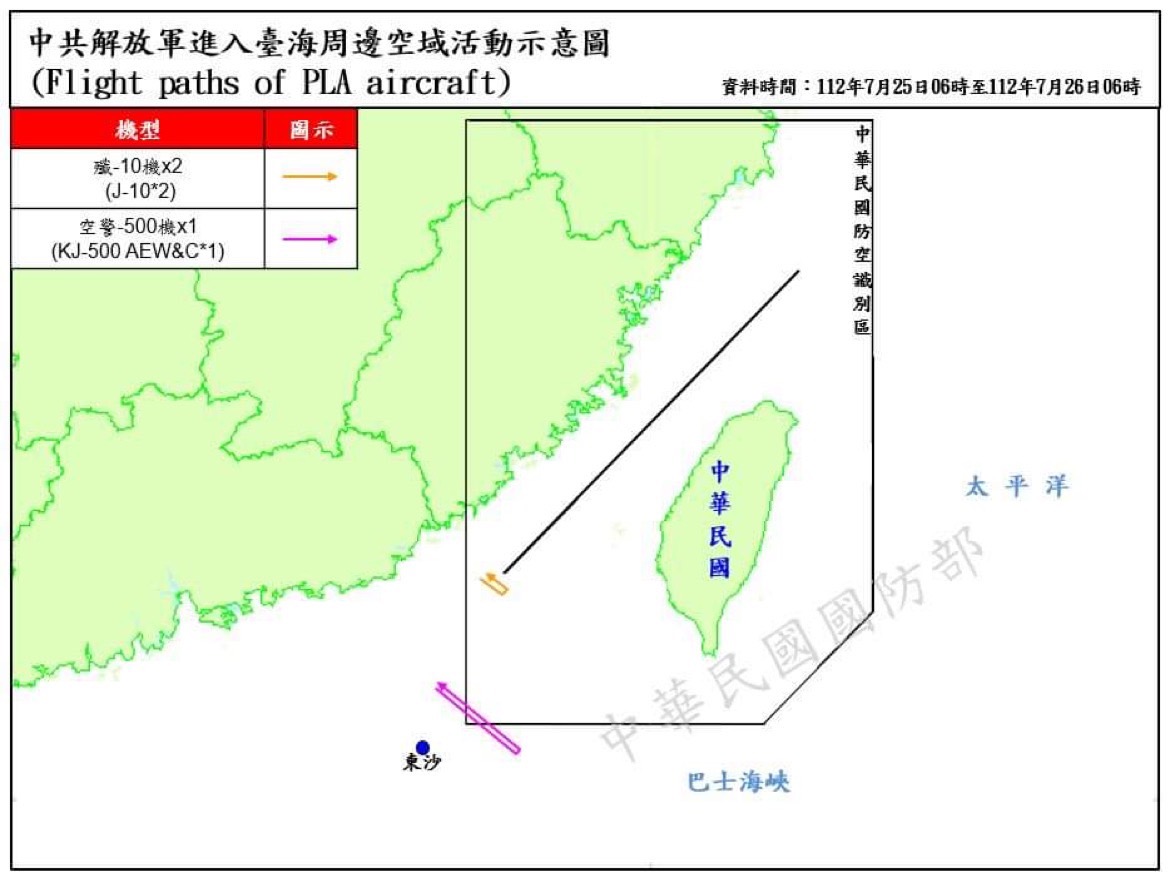 中共解放軍進入臺海周邊空域活動示意圖
(Flight paths of PLA aircraft)
資料時間：112年7月25日06時至112年7月26日06時
機型
圖示
殲-10機x2
(J-10*2)
空警-500機x1
(KJ-500 AEW&C*1)
中華民國防空識別區
中華民國
太平洋
中華民國國防部
東沙
巴士海峽